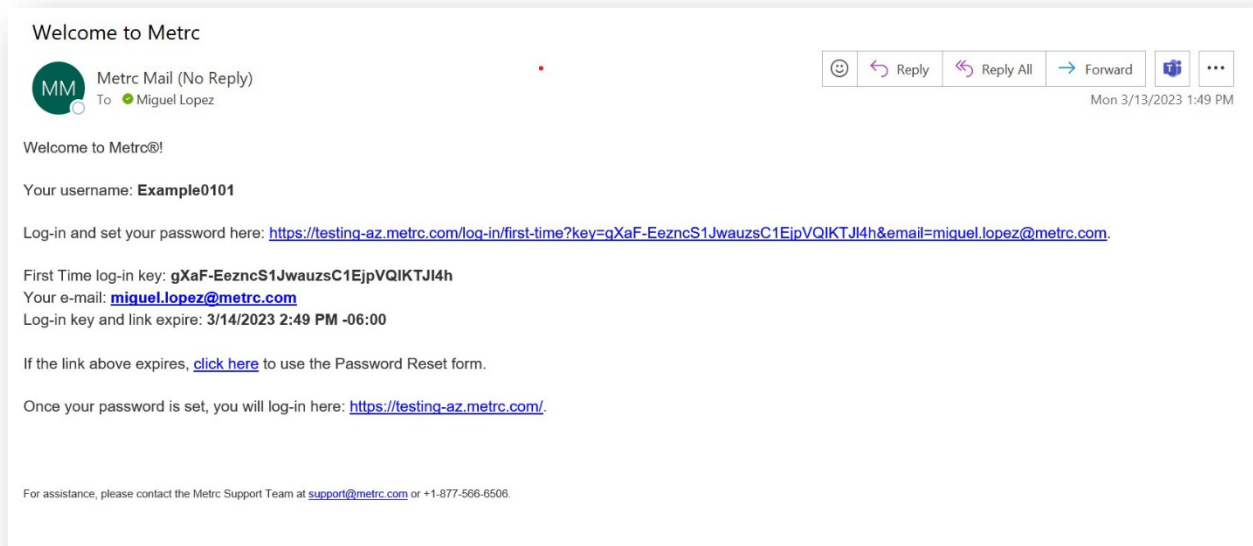 Welcome to Metrc
MM
Metrc Mail (No Reply)
To Miguel Lopez
Reply
Reply All
Forward
Mon 3/13/2023 1:49 PM
Welcome to Metrc®!
Your username: Example0101
Log-in and set your password here: https://testing-az.metrc.com/log-in/first-time?key=gXaF-EezncS1JwauzsC1EjpVQIKTJI4h&email=miguel.lopez@metrc.com.
First Time log-in key: gXaF-EezncS1JwauzsC1EjpVQIKTJI4h
Your e-mail: miguel.lopez@metrc.com
Log-in key and link expire: 3/14/2023 2:49 PM -06:00
If the link above expires, click here to use the Password Reset form.
Once your password is set, you will log-in here: https://testing-az.metrc.com/.
For assistance, please contact the Metrc Support Team at support@metrc.com or +1-877-566-6506.